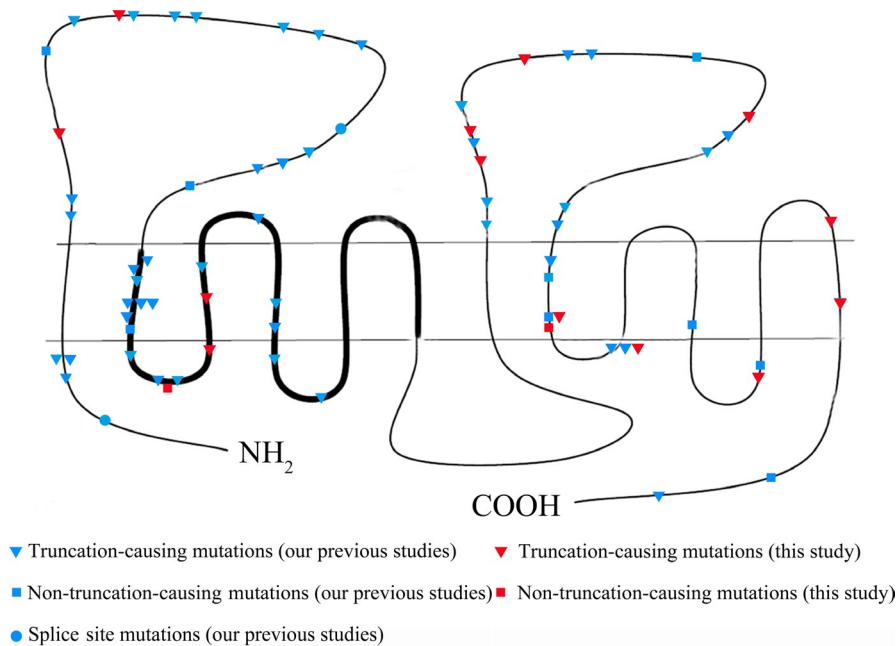 NH2
COOH
Truncation-causing mutations (our previous studies)
Truncation-causing mutations (this study)
Non-truncation-causing mutations (our previous studies)
Non-truncation-causing mutations (this study)
Splice site mutations (our previous studies)